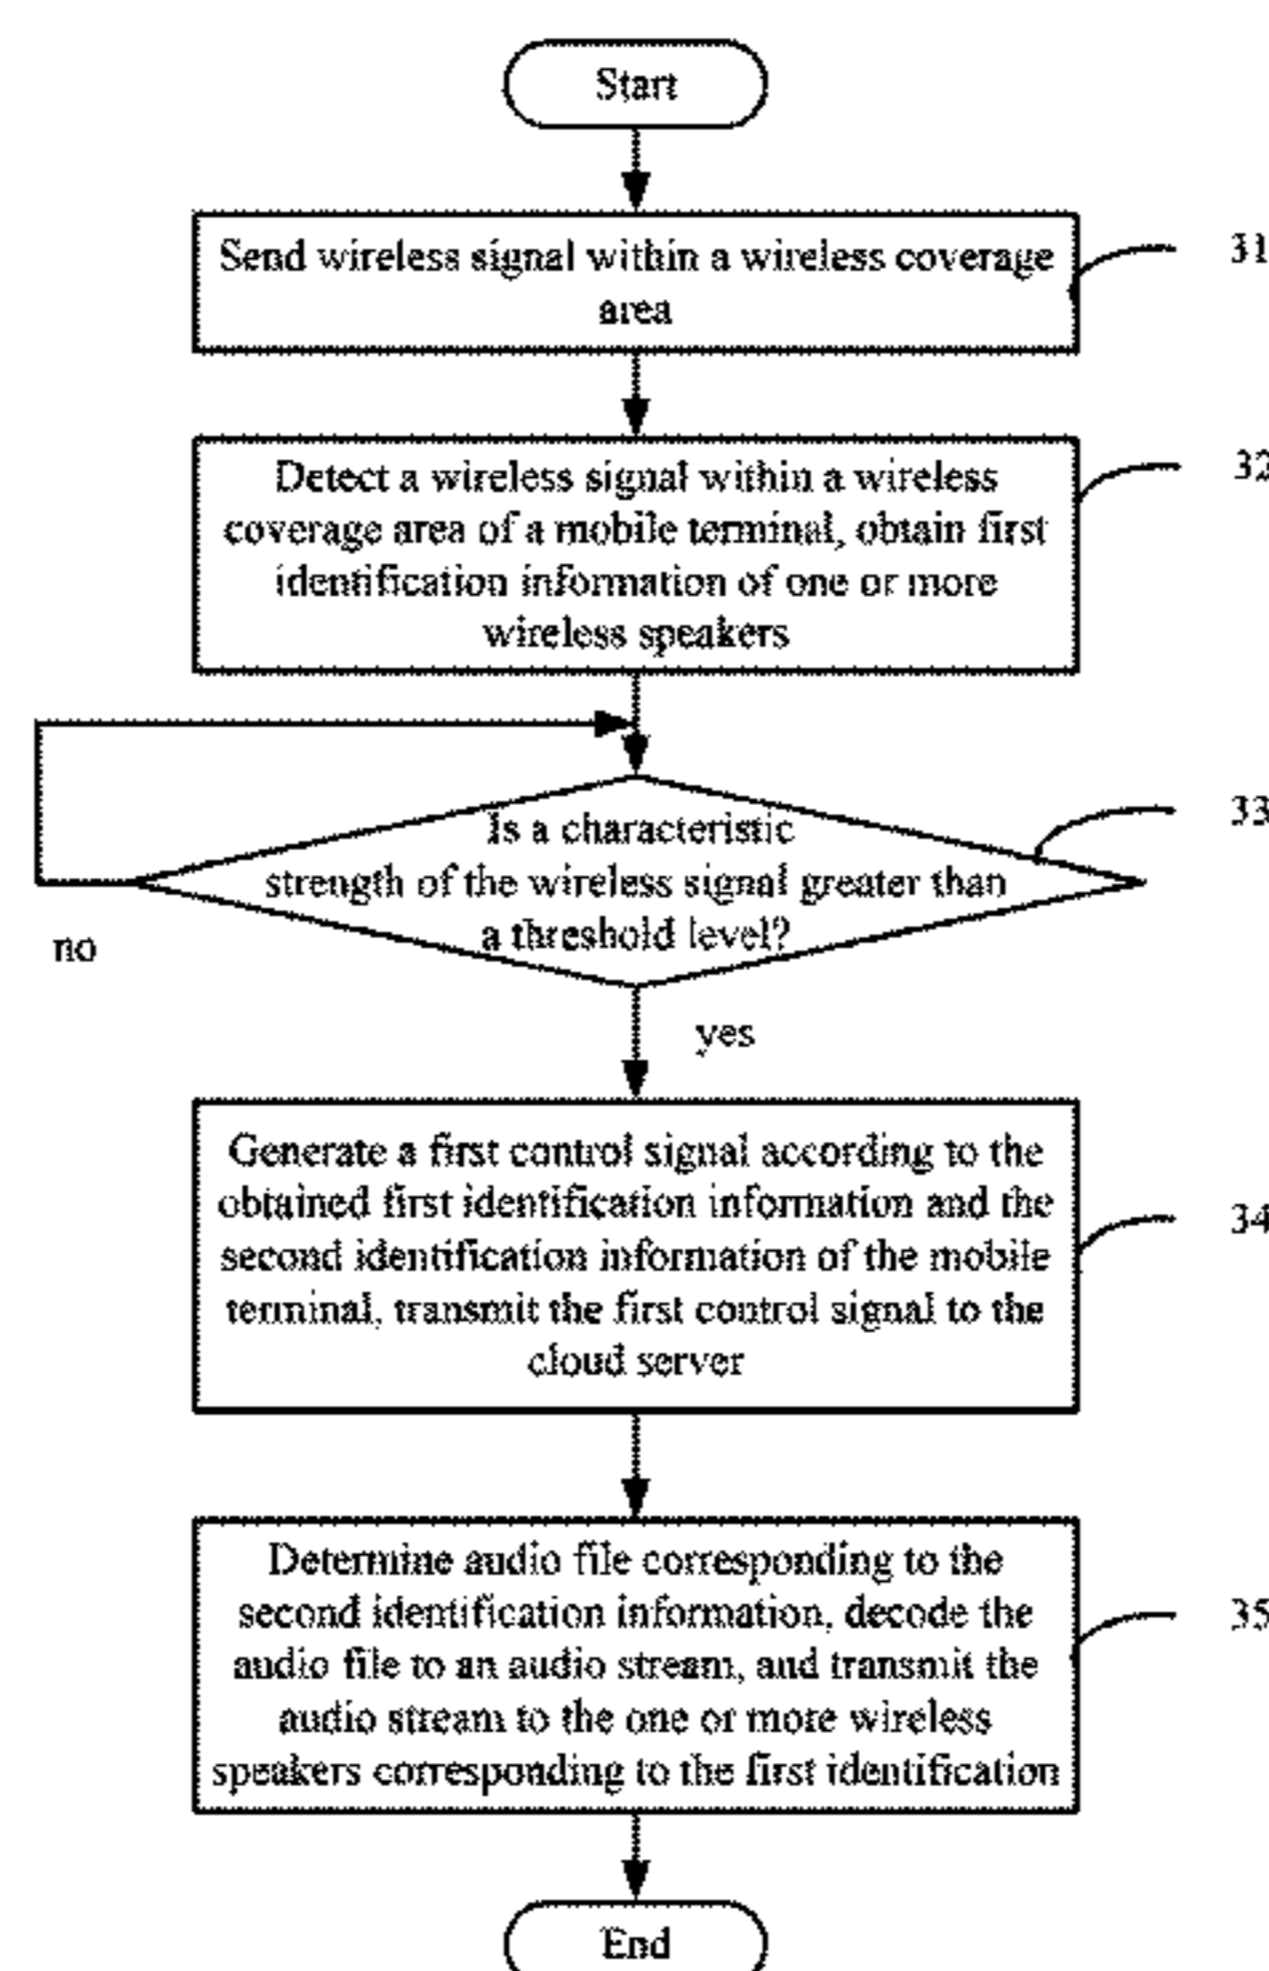 Start
Send wireless signal within a wireless coverage
area
31
Detect a wireless signal within a wireless
coverage area of a mobile terminal, obtain first
identification information of one or more
wireless speakers
32
Is a characteristic
strength of the wireless signal greater than
a threshold level?
33
no
yes
Generate a first control signal according to the
obtained first identification information and the
second identification information of the mobile
terminal, transmit the first control signal to the
cloud server
34
Determine audio file corresponding to the
second identification information, decode the
audio file to an audio stream, and transmit the
audio stream to the one or more wireless
speakers corresponding to the first identification
35
End